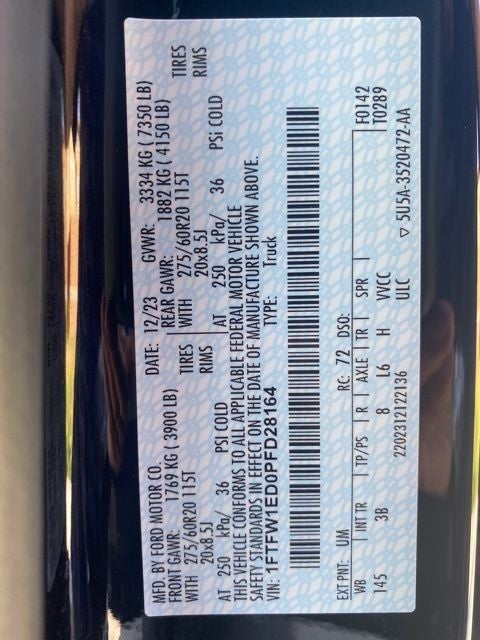 MFD. BY FORD MOTOR CO. DATE: 12/23 GVWR: 3334 KG ( 7350 LB)
FRONT GAWR: 1769 KG ( 3900 LB) REAR GAWR: 1882 KG ( 4150 LB)
WITH 275/60R20 115T TIRES WITH 275/60R20 115T TIRES
20x8.5J RIMS 20x8.5J RIMS
AT 250 kPa/ 36 PSi COLD AT 250 kPa/ 36 PSi COLD
THIS VEHICLE CONFORMS TO ALL APPLICABLE FEDERAL MOTOR VEHICLE
SAFETY STANDARDS IN EFFECT ON THE DATE OF MANUFACTURE SHOWN ABOVE.
VIN: 1FTFW1ED0PFD28164 TYPE: Truck
EXT PNT: UM RC: 72 DSO: F0142
WB INT TR TP/PS R AXLE TR SPR T0289
145 3B 8 L6 H VVCC
2202312122136 ULC ▽ 5U5A-3520472-AA